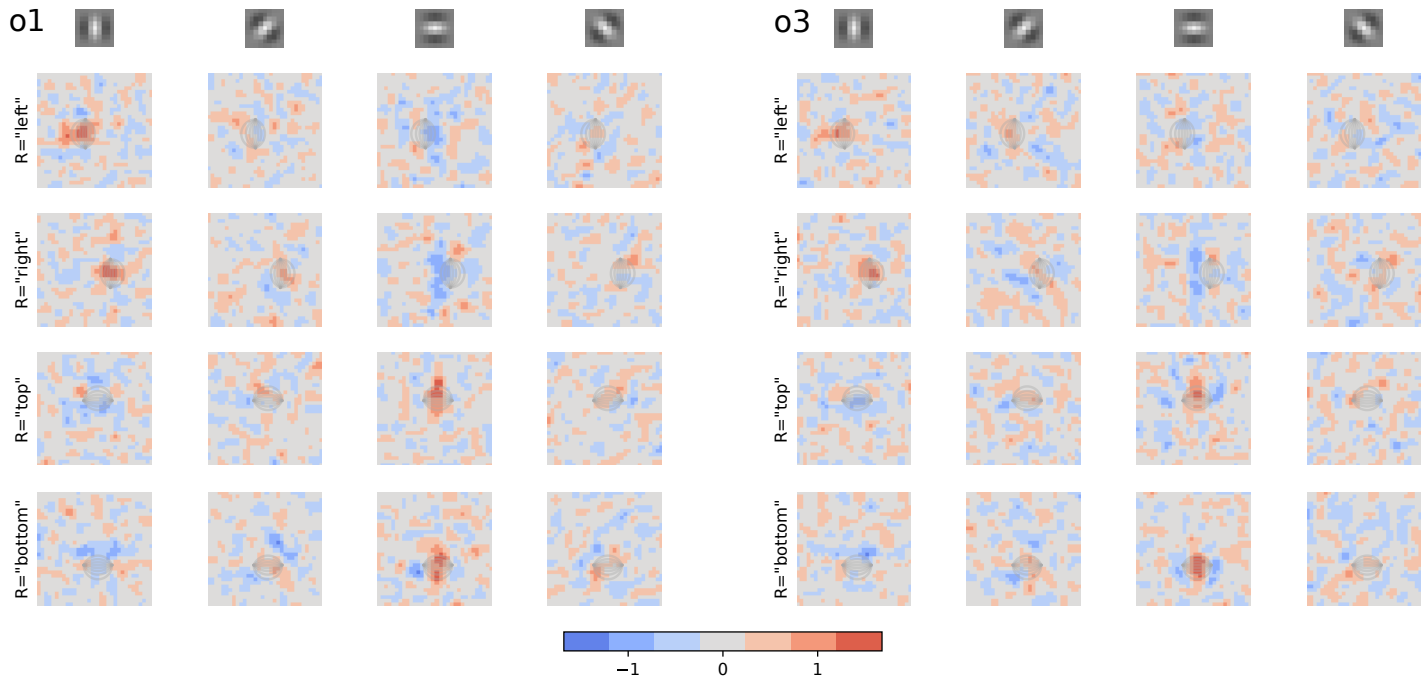 o1
o3
R="left"
R="left"
R="right"
R="right"
R="top"
R="top"
R="bottom"
R="bottom"
−1
0
1